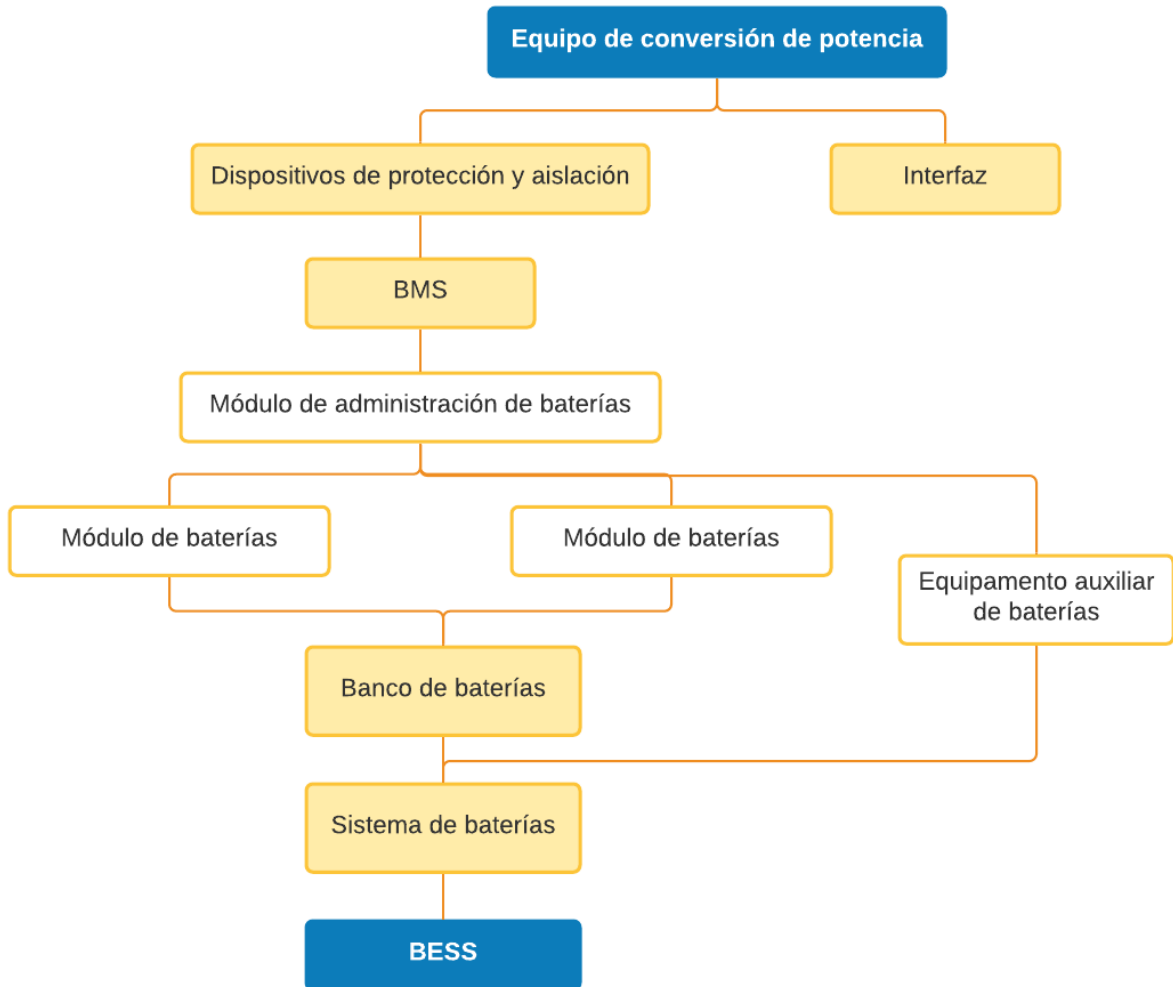 Equipo de conversión de potencia
Dispositivos de protección y aislación
Interfaz
BMS
Módulo de administración de baterías
Módulo de baterías
Módulo de baterías
Equipamento auxiliar
de baterías
Banco de baterías
Sistema de baterías
BESS